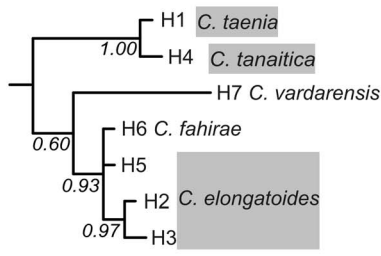 H1 C. taenia
1.00
H4 C. tanaitica
H7 C. vardarensis
H6 C. fahirae
0.60
H5
0.93
H2
C. elongatoides
0.97
H3